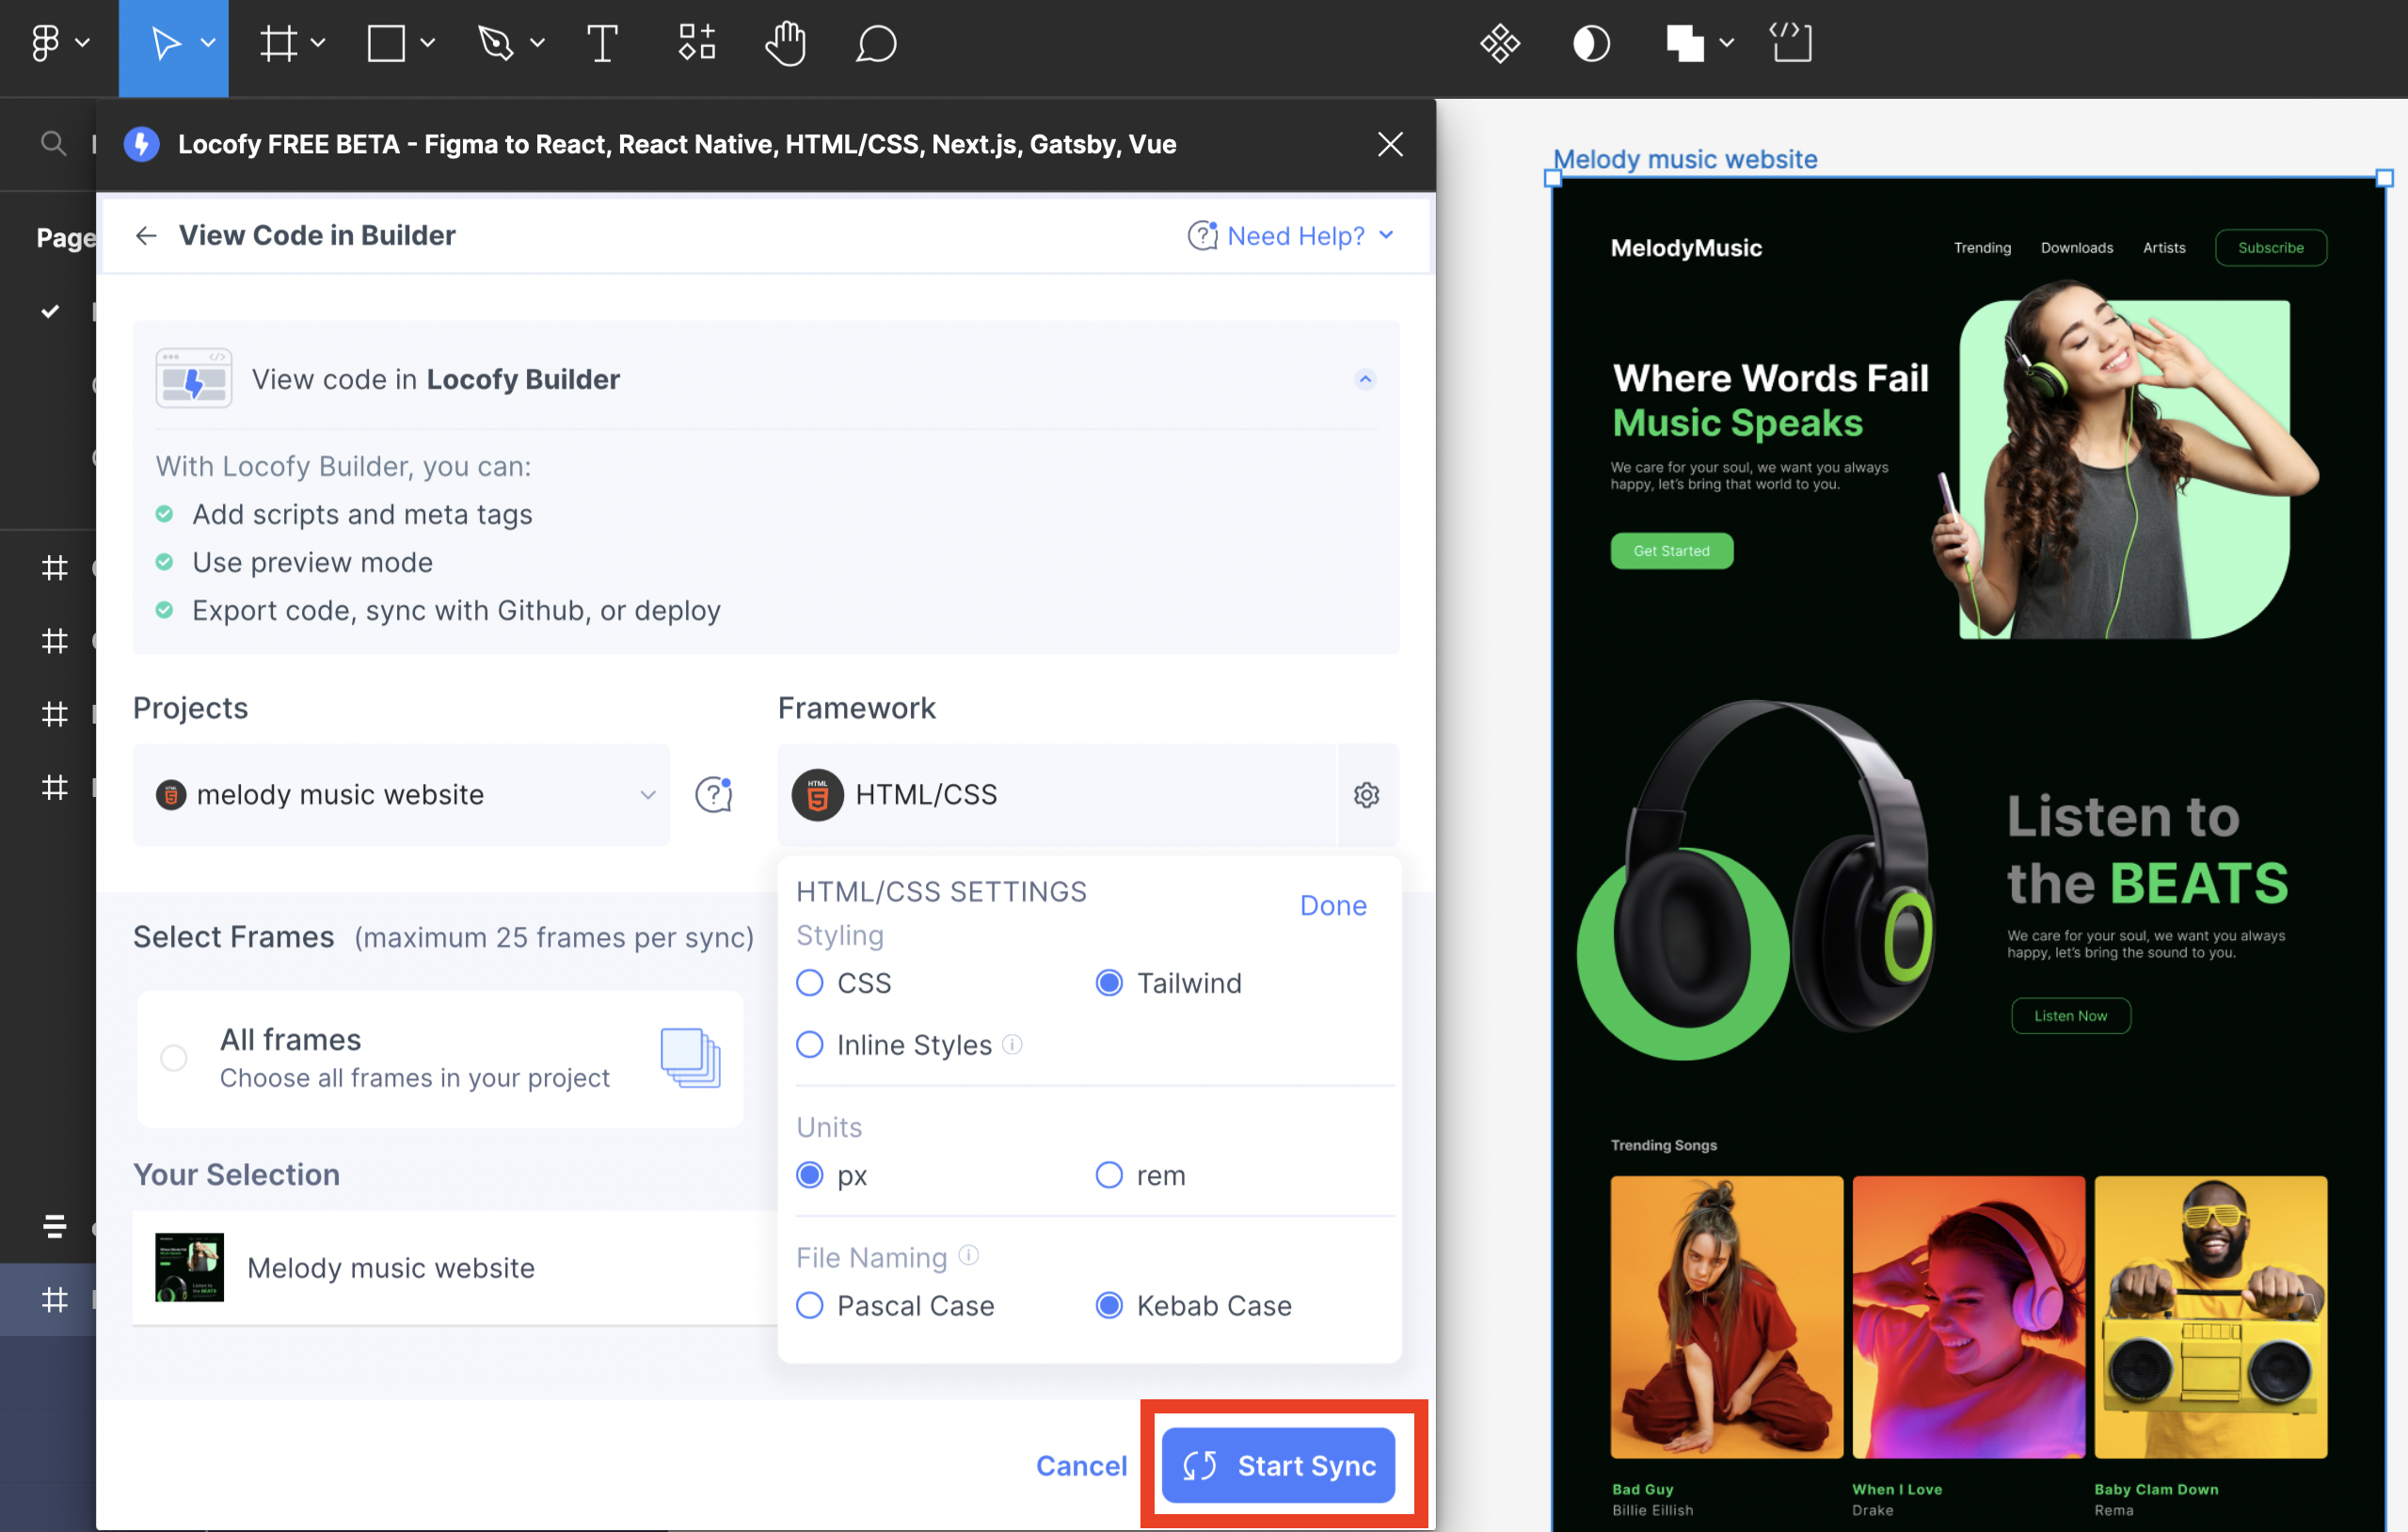 Locofy FREE BETA - Figma to React, React Native, HTML/CSS, Next.js, Gatsby, Vue
Page
View Code in Builder
Need Help?
View code in Locofy Builder
With Locofy Builder, you can:
Add scripts and meta tags
Use preview mode
Export code, sync with Github, or deploy
Projects
Framework
melody music website
HTML
HTML/CSS
HTML/CSS SETTINGS
Done
Styling
CSS
Tailwind
Inline Styles
Units
px
rem
File Naming
Pascal Case
Kebab Case
Select Frames (maximum 25 frames per sync)
All frames
Choose all frames in your project
Your Selection
Melody music website
Cancel
Start Sync
Melody music website
MelodyMusic
Trending
Downloads
Artists
Subscribe
Where Words Fail
Music Speaks
We care for your soul, we want you always
happy, let's bring that world to you.
Get Started
Listen to
the BEATS
We care for your soul, we want you always
happy, let's bring the sound to you.
Listen Now
Trending Songs
Bad Guy
Billie Eillish
When I Love
Drake
Baby Clam Down
Rema